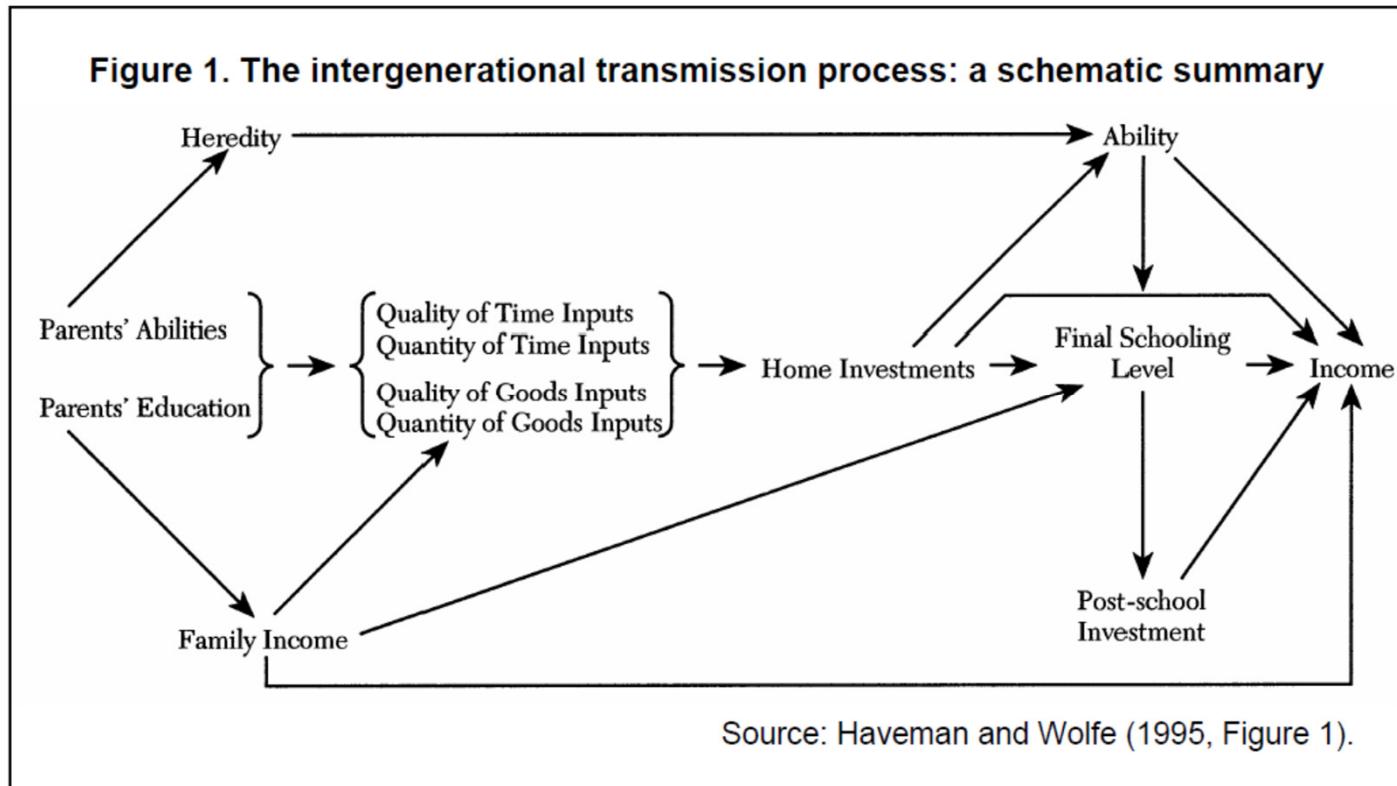 Figure 1. The intergenerational transmission process: a schematic summary
Heredity
Ability
Parents' Abilities
Parents' Education
Quality of Time Inputs
Quantity of Time Inputs
Quality of Goods Inputs
Quantity of Goods Inputs
Home Investments
Final Schooling
Level
Income
Family Income
Post-school
Investment
Source: Haveman and Wolfe (1995, Figure 1).